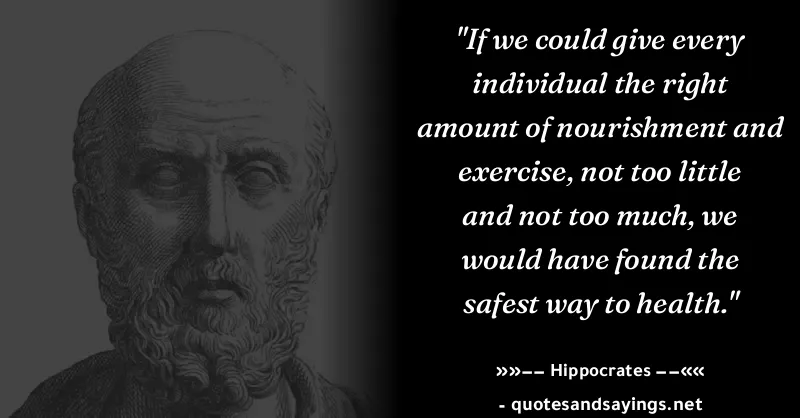 "If we could give every
individual the right
amount of nourishment and
exercise, not too little
and not too much, we
would have found the
safest way to health."
»»-- Hippocrates --««
- quotesandsayings.net